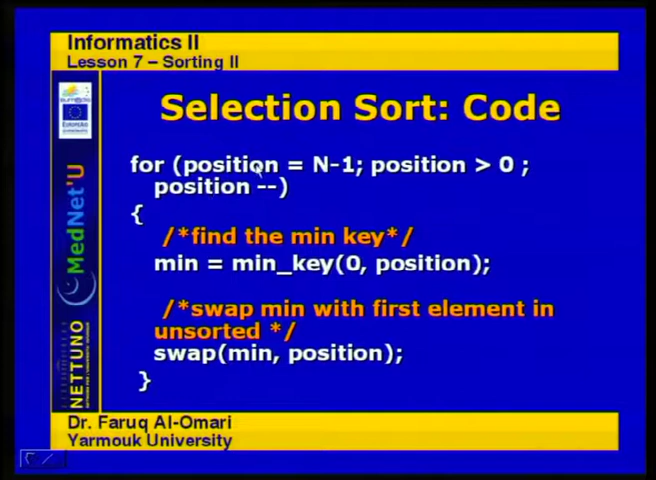 Informatics II
Lesson 7 – Sorting II
Selection Sort: Code
for (position = N-1; position > 0 ;
position --)
{
/*find the min key*/
min = min_key(0, position);
/*swap min with first element in
unsorted */
swap(min, position);
}
MedNet'U
NETTUNO
Dr. Faruq Al-Omari
Yarmouk University